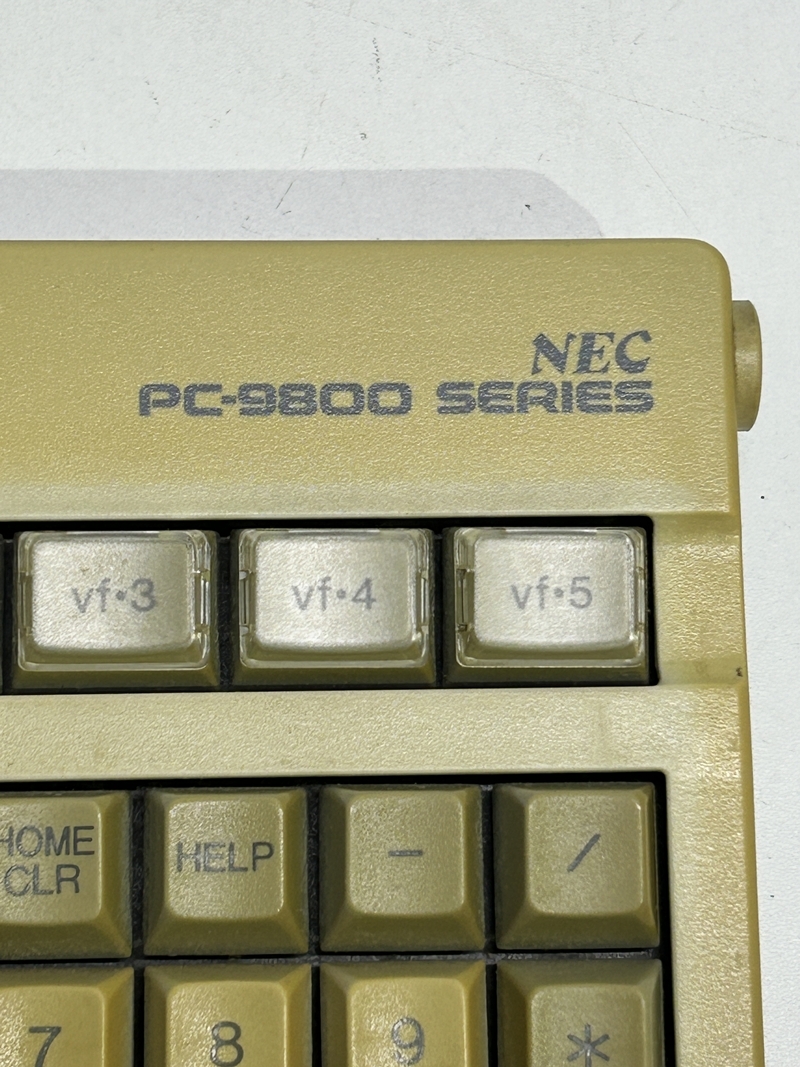 NEC
PC-9800 SERIES
vf•3 vf•4 vf•5
HOME CLR HELP - /
7 8 9 *